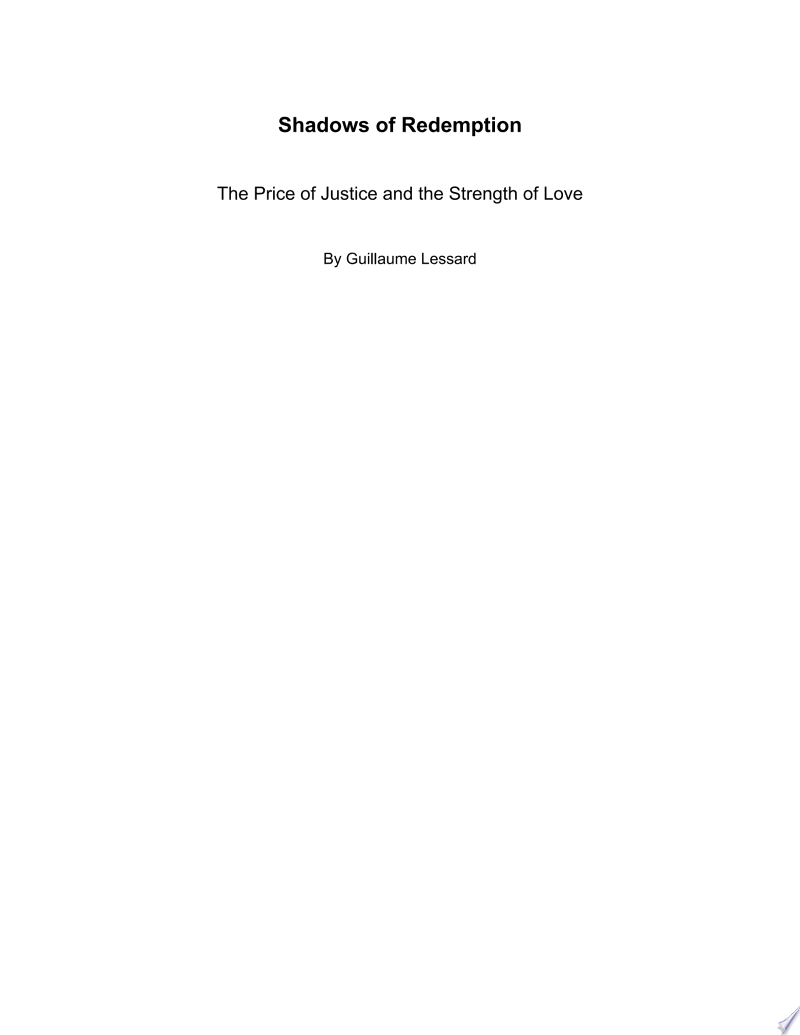 Shadows of Redemption
The Price of Justice and the Strength of Love
By Guillaume Lessard